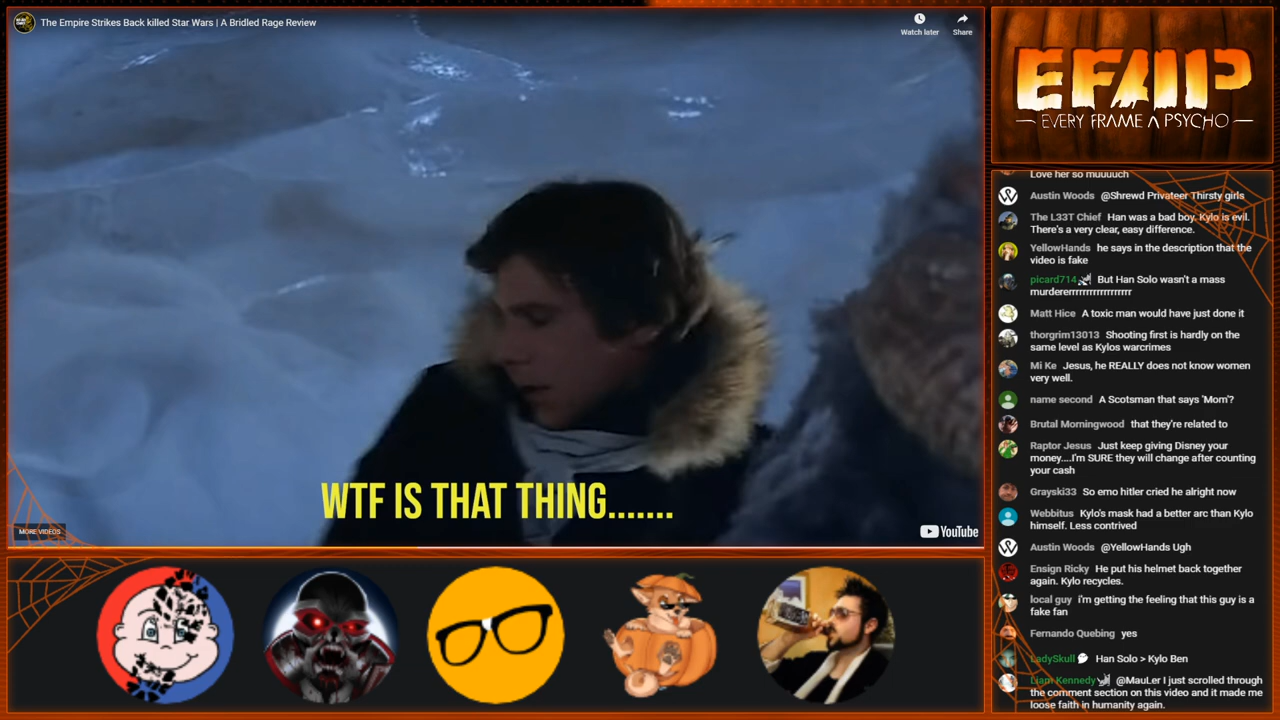 The Empire Strikes Back killed Star Wars | A Bridled Rage Review
Watch later
Share
WTF IS THAT THING.......
MORE VIDEOS
YouTube
EFAP
EVERY FRAME A PSYCHO
Love her so muuuuch
Austin Woods @Shrewd Privateer Thirsty girls
The L33T Chief Han was a bad boy. Kylo is evil.
There's a very clear, easy difference.
YellowHands he says in the description that the
video is fake
picard714 But Han Solo wasn't a mass
murdererrrrrrrrrrrrrrrrrr
Matt Hice A toxic man would have just done it
thorgrim13013 Shooting first is hardly on the
same level as Kylos warcrimes
Mi Ke Jesus, he REALLY does not know women
very well.
name second A Scotsman that says 'Mom'?
Brutal Morningwood that they're related to
Raptor Jesus Just keep giving Disney your
money....I'm SURE they will change after counting
your cash
Grayski33 So emo hitler cried he alright now
Webbitus Kylo's mask had a better arc than Kylo
himself. Less contrived
Austin Woods @YellowHands Ugh
Ensign Ricky He put his helmet back together
again. Kylo recycles.
local guy i'm getting the feeling that this guy is a
fake fan
Fernando Quebing yes
LadySkull Han Solo > Kylo Ben
Liam Kennedy @MauLer I just scrolled through
the comment section on this video and it made me
loose faith in humanity again.